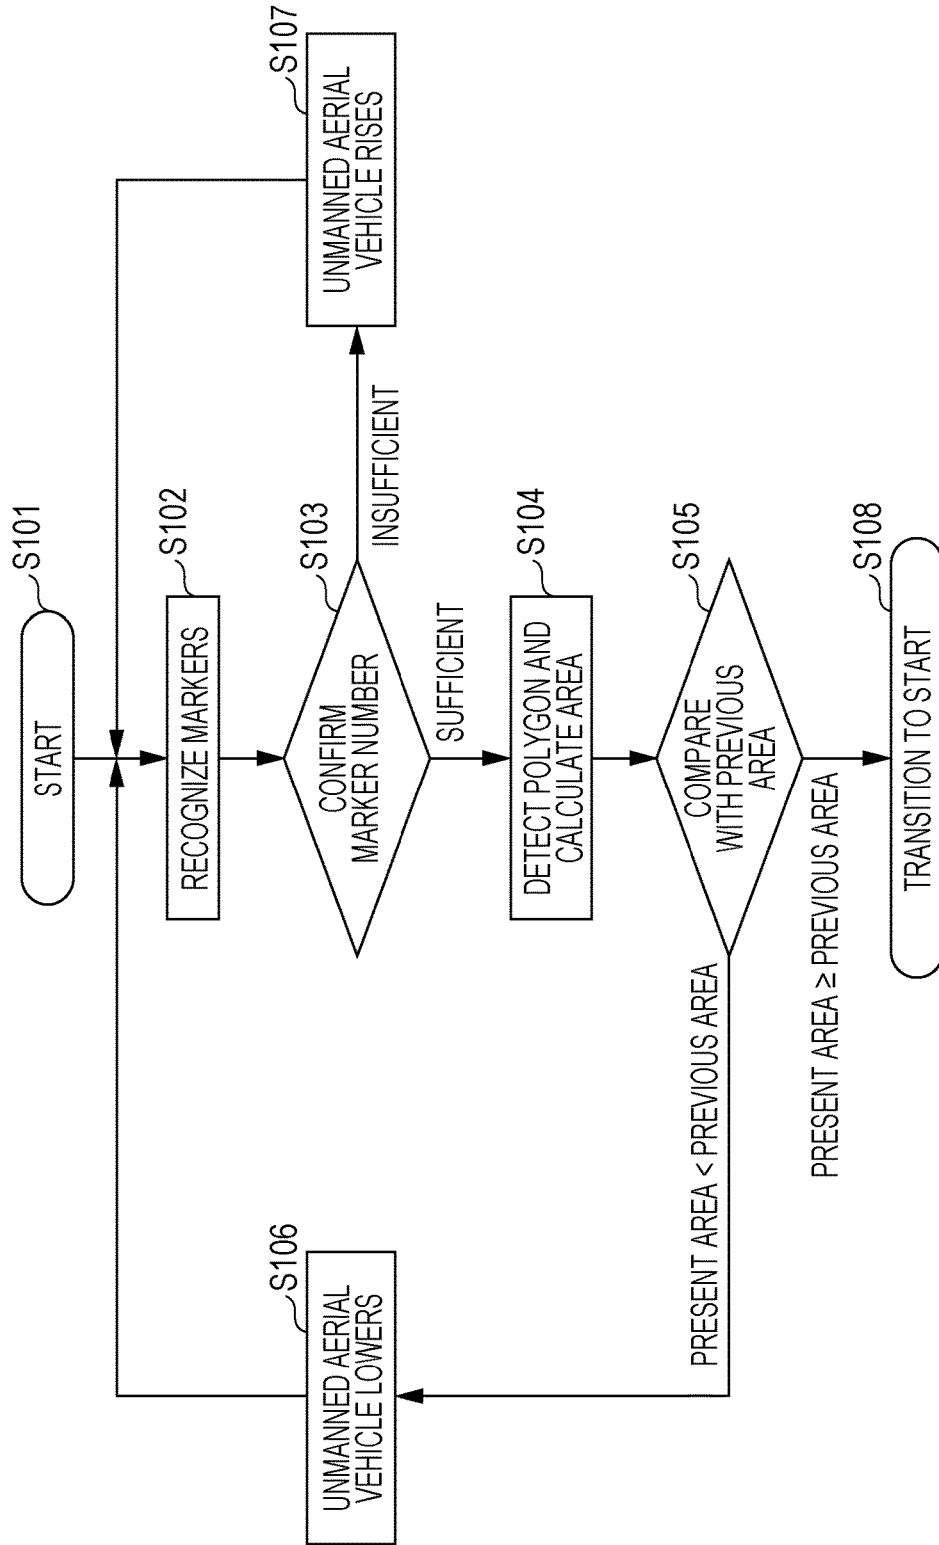 S101
START
S102
RECOGNIZE MARKERS
S103
CONFIRM
MARKER NUMBER
INSUFFICIENT
S107
UNMANNED AERIAL
VEHICLE RISES
SUFFICIENT
S104
DETECT POLYGON AND
CALCULATE AREA
S105
COMPARE
WITH PREVIOUS
AREA
PRESENT AREA < PREVIOUS AREA
S106
UNMANNED AERIAL
VEHICLE LOWERS
PRESENT AREA ≥ PREVIOUS AREA
S108
TRANSITION TO START